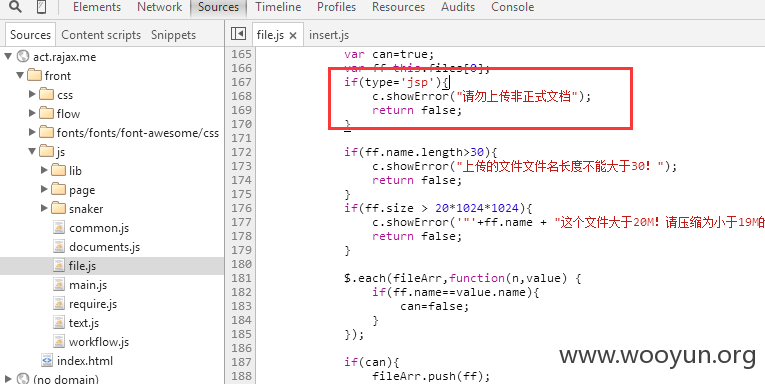 Elements Network Sources Timeline Profiles Resources Audits Console
Sources Content scripts Snippets
file.js × insert.js
act.rajax.me
front
css
flow
fonts/fonts/font-awesome/css
js
lib
page
snaker
common.js
documents.js
file.js
main.js
require.js
text.js
workflow.js
index.html
(no domain)
165 var can=true;
166 var ff=this.files[0];
167 if(type='jsp'){
168 c.showError("请勿上传非正式文档");
169 return false;
170 }
171
172 if(ff.name.length>30){
173 c.showError("上传的文件文件名长度不能大于30！");
174 return false;
175 }
176 if(ff.size > 20*1024*1024){
177 c.showError('"'+ff.name + "这个文件大于20M！请压缩为小于19M的
178 return false;
179 }
180
181 $.each(fileArr,function(n,value) {
182 if(ff.name==value.name){
183 can=false;
184 }
185 });
186
187 if(can){
188 fileArr.push(ff);
www.wooyun.org